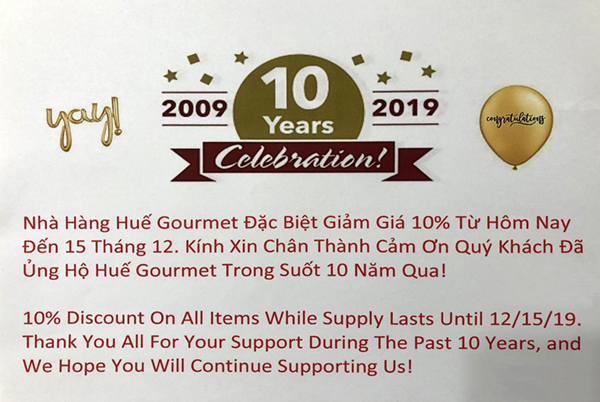 yay!
2009
10
Years
2019
Celebration!
congratulations
Nhà Hàng Huế Gourmet Đặc Biệt Giảm Giá 10% Từ Hôm Nay
Đến 15 Tháng 12. Kính Xin Chân Thành Cảm Ơn Quý Khách Đã
Ủng Hộ Huế Gourmet Trong Suốt 10 Năm Qua!
10% Discount On All Items While Supply Lasts Until 12/15/19.
Thank You All For Your Support During The Past 10 Years, and
We Hope You Will Continue Supporting Us!